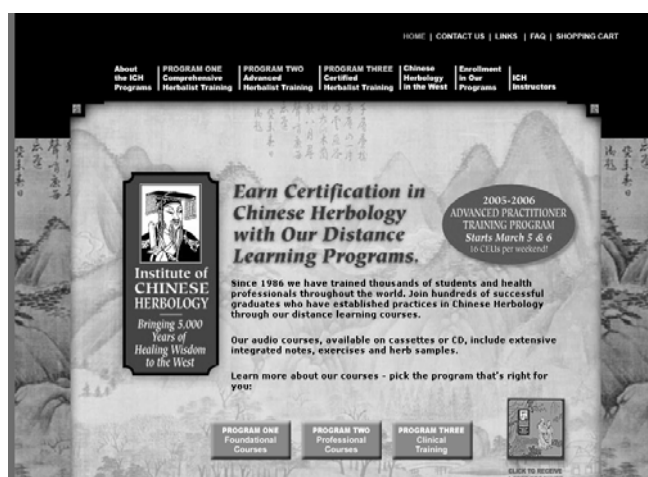 HOME | CONTACT US | LINKS | FAQ | SHOPPING CART
About the ICH Programs
PROGRAM ONE Comprehensive Herbalist Training
PROGRAM TWO Advanced Herbalist Training
PROGRAM THREE Certified Herbalist Training
Chinese Herbology in the West
Enrollment in Our Programs
ICH Instructors
Institute of
CHINESE
HERBOLOGY
Bringing 5,000
Years of
Healing Wisdom
to the West
Earn Certification in
Chinese Herbology
with Our Distance
Learning Programs.
2005-2006
ADVANCED PRACTITIONER
TRAINING PROGRAM
Starts March 5 & 6
16 CEUs per weekend!
Since 1986 we have trained thousands of students and health
professionals throughout the world. Join hundreds of successful
graduates who have established practices in Chinese Herbology
through our distance learning courses.
Our audio courses, available on cassettes or CD, include extensive
integrated notes, exercises and herb samples.
Learn more about our courses - pick the program that's right for
you:
PROGRAM ONE
Foundational
Courses
PROGRAM TWO
Professional
Courses
PROGRAM THREE
Clinical
Training
CLICK TO RECEIVE